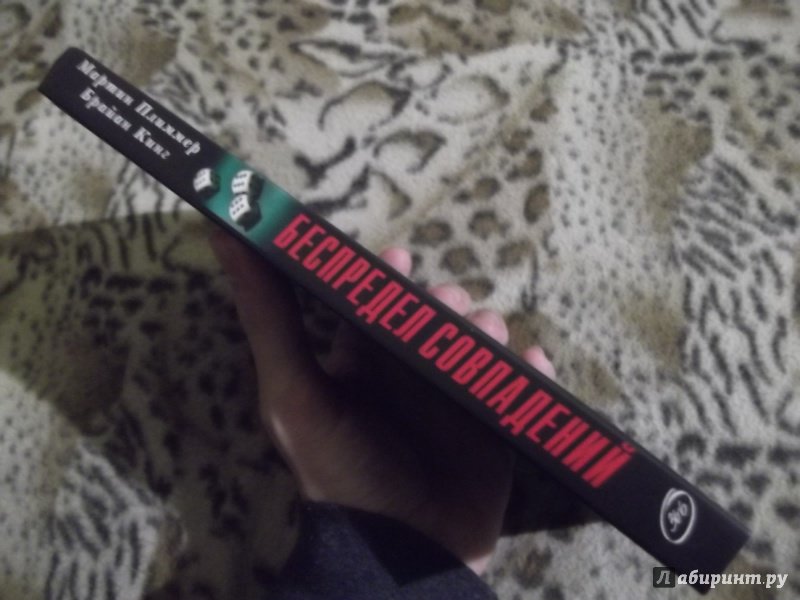 Мартин Плиммер
Брайан Кинг
БЕСПРЕДЕЛ СОВПАДЕНИЙ
Лабиринт.ру